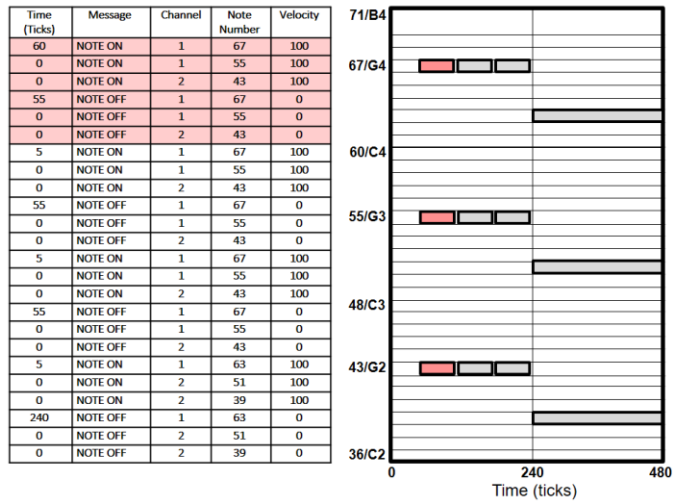 Time (Ticks) Message Channel Note Number Velocity
60 NOTE ON 1 67 100
0 NOTE ON 1 55 100
0 NOTE ON 2 43 100
55 NOTE OFF 1 67 0
0 NOTE OFF 1 55 0
0 NOTE OFF 2 43 0
5 NOTE ON 1 67 100
0 NOTE ON 1 55 100
0 NOTE ON 2 43 100
55 NOTE OFF 1 67 0
0 NOTE OFF 1 55 0
0 NOTE OFF 2 43 0
5 NOTE ON 1 67 100
0 NOTE ON 1 55 100
0 NOTE ON 2 43 100
55 NOTE OFF 1 67 0
0 NOTE OFF 1 55 0
0 NOTE OFF 2 43 0
5 NOTE ON 1 63 100
0 NOTE ON 2 51 100
0 NOTE ON 2 39 100
240 NOTE OFF 1 63 0
0 NOTE OFF 2 51 0
0 NOTE OFF 2 39 0
71/B4
67/G4
60/C4
55/G3
48/C3
43/G2
36/C2
0 240 480
Time (ticks)